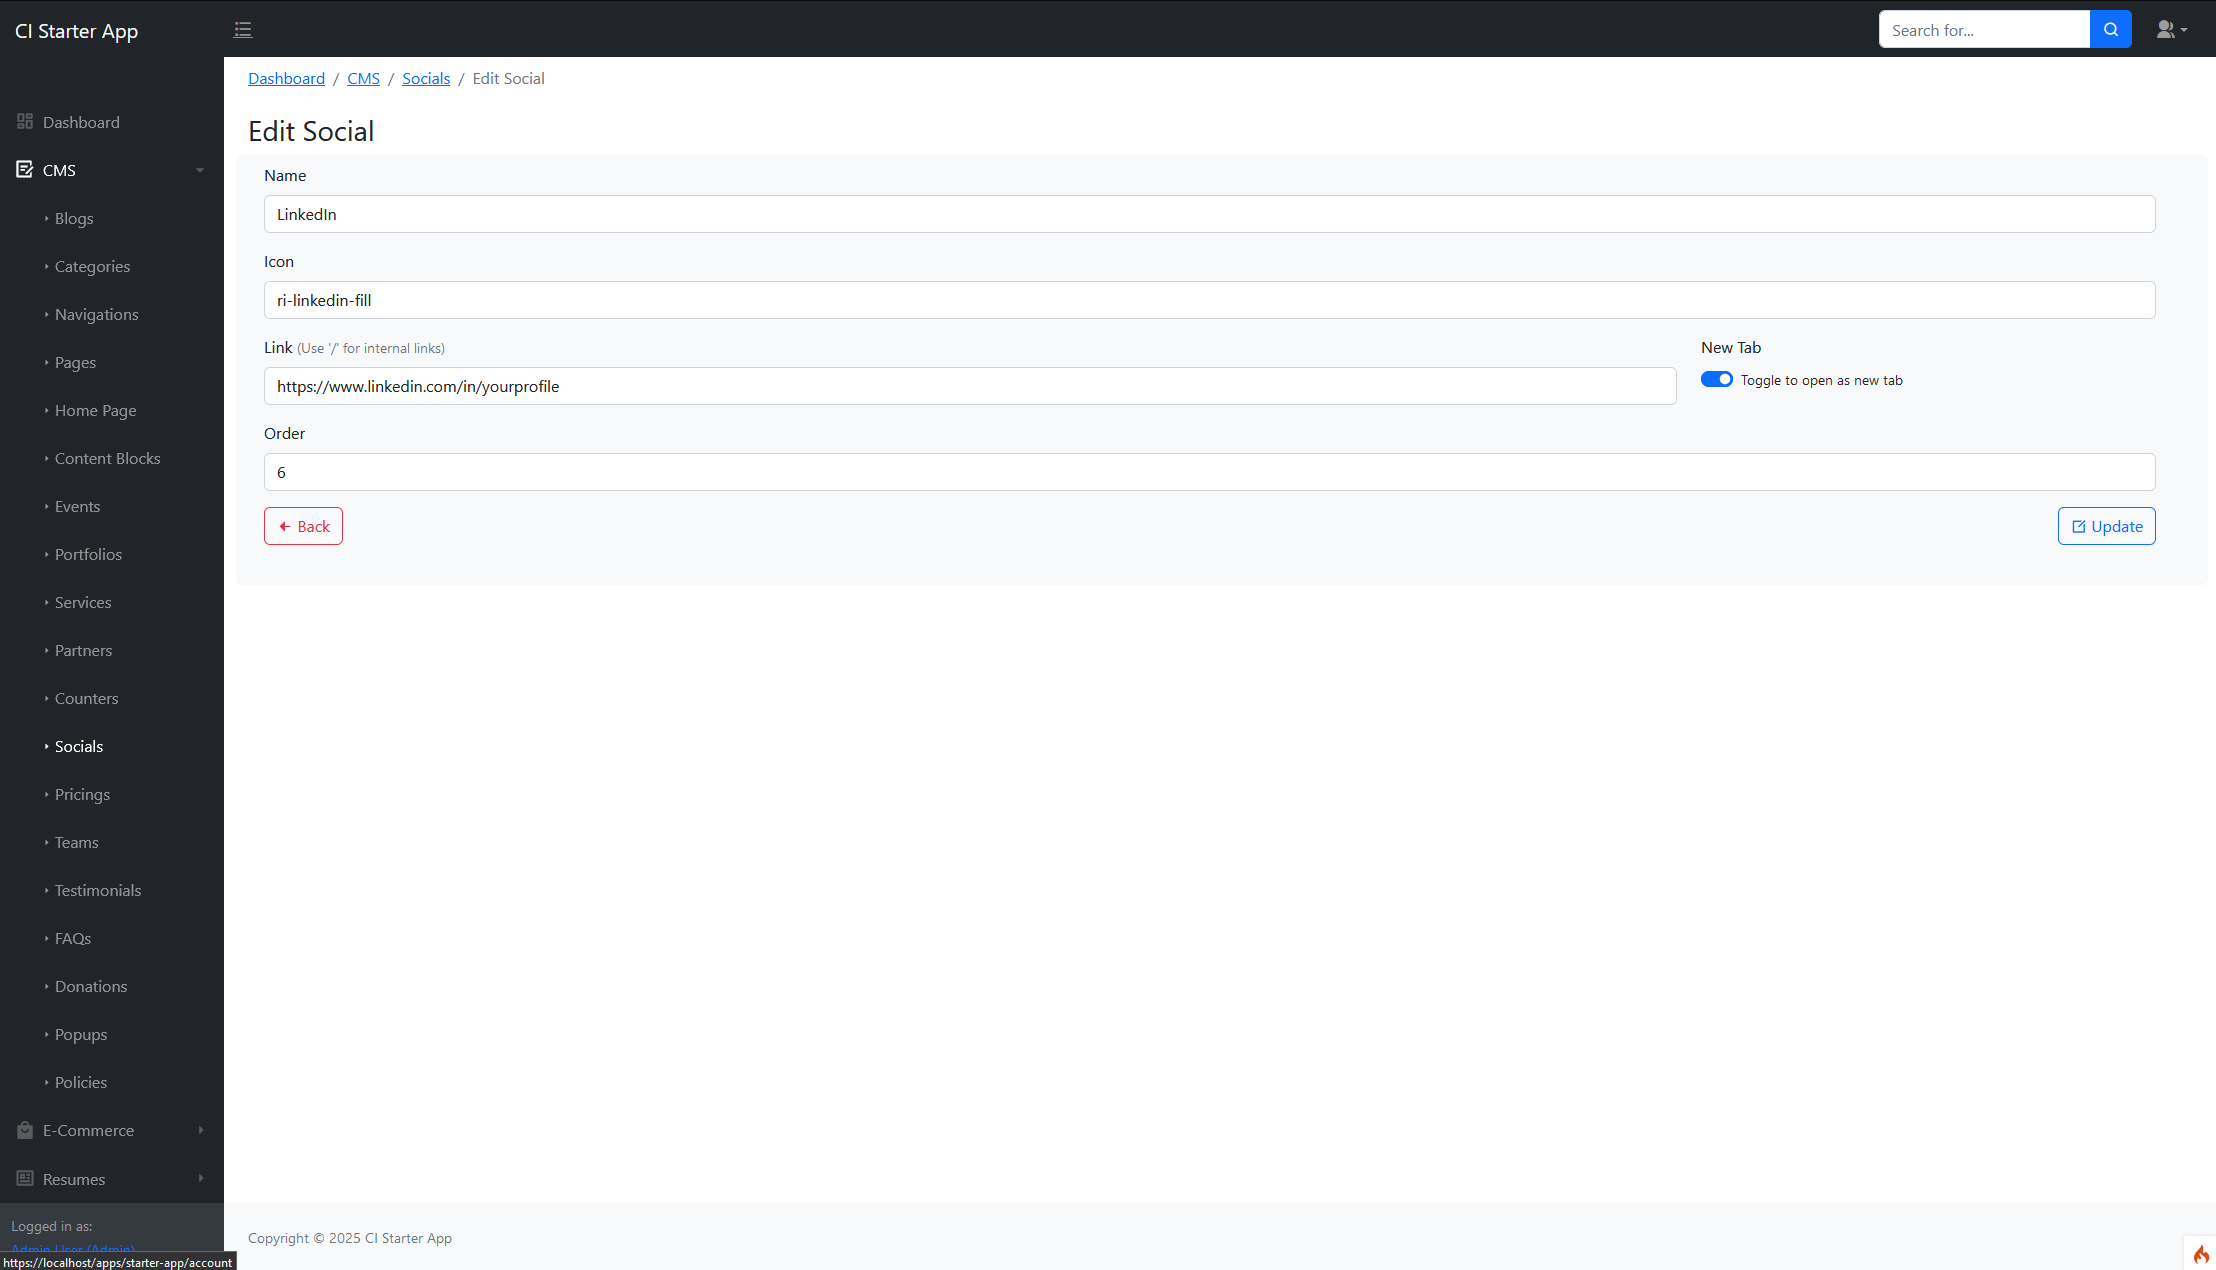 CI Starter App
Search for...
Dashboard / CMS / Socials / Edit Social
Dashboard
CMS
Blogs
Categories
Navigations
Pages
Home Page
Content Blocks
Events
Portfolios
Services
Partners
Counters
Socials
Pricings
Teams
Testimonials
FAQs
Donations
Popups
Policies
E-Commerce
Resumes
Logged in as:
Admin User (Admin)
https://localhost/apps/starter-app/account
Edit Social
Name
LinkedIn
Icon
ri-linkedin-fill
Link (Use '/' for internal links)
https://www.linkedin.com/in/yourprofile
New Tab
Toggle to open as new tab
Order
6
Back
Update
Copyright © 2025 CI Starter App